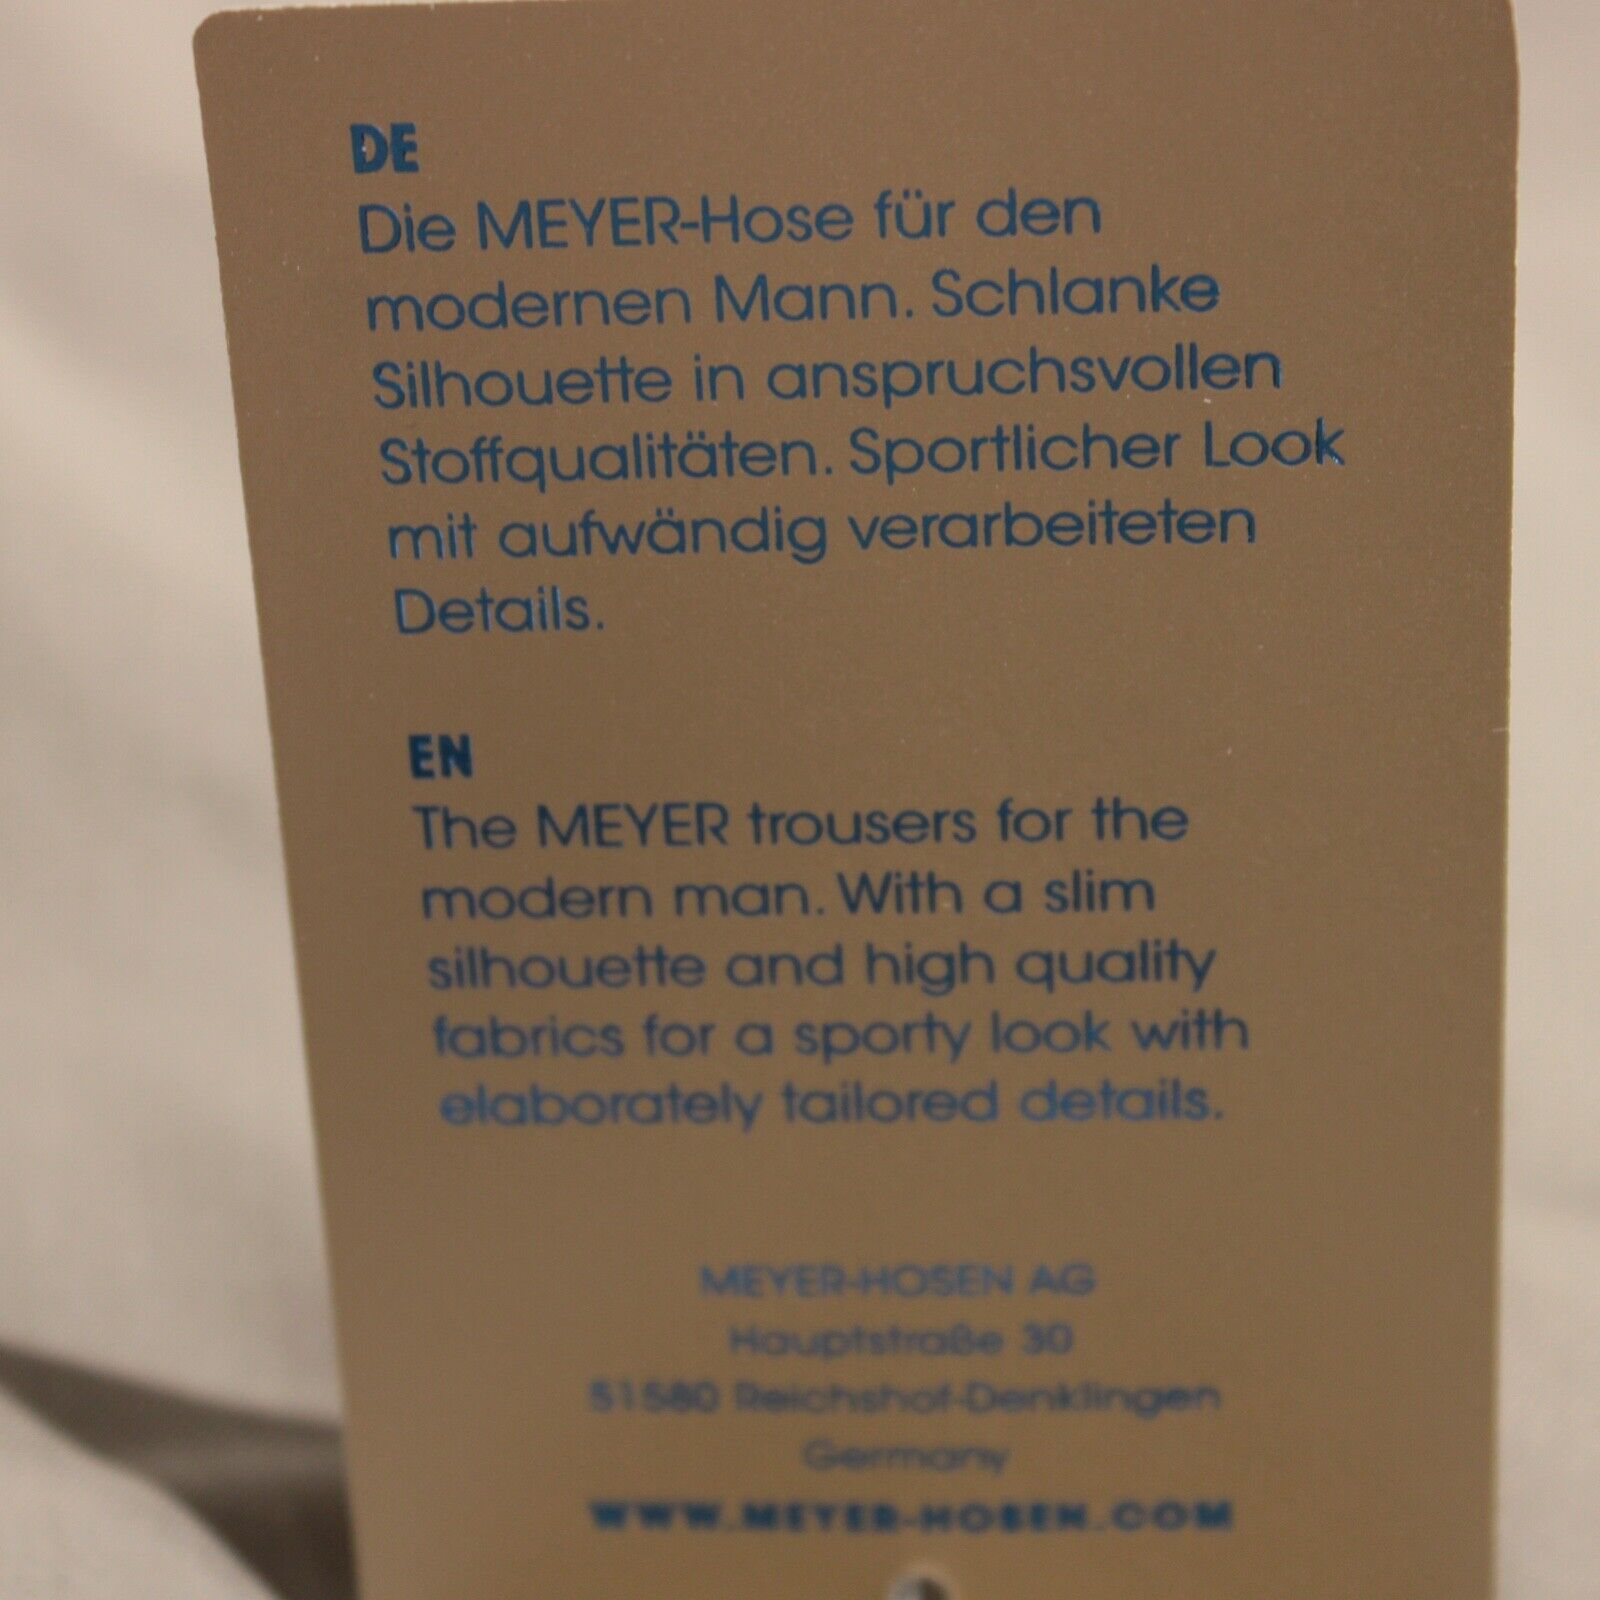 DE
Die MEYER-Hose für den
modernen Mann. Schlanke
Silhouette in anspruchsvollen
Stoffqualitäten. Sportlicher Look
mit aufwändig verarbeiteten
Details.
EN
The MEYER trousers for the
modern man. With a slim
silhouette and high quality
fabrics for a sporty look with
elaborately tailored details.
MEYER-HOSEN AG
Hauptstraße 30
51580 Reichshof-Denklingen
Germany
WWW.MEYER-HOSEN.COM